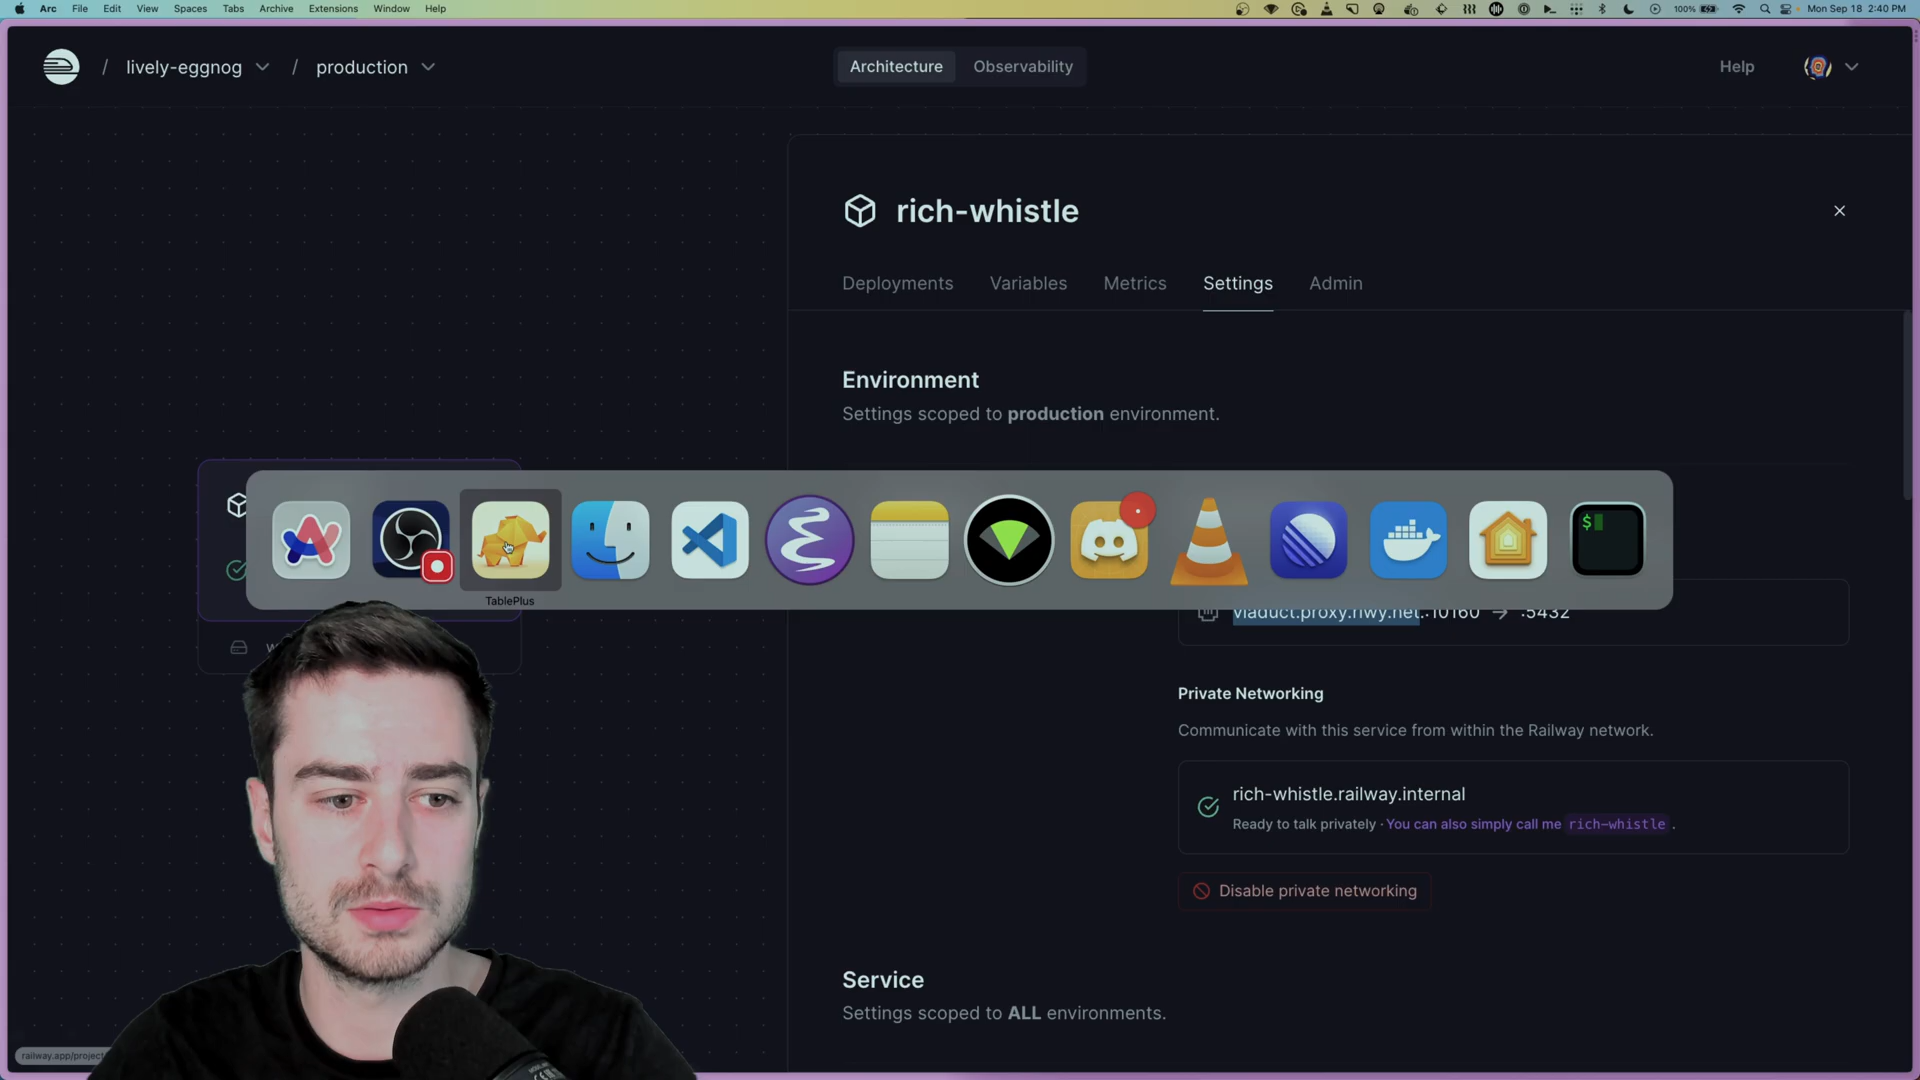 Arc File Edit View Spaces Tabs Archive Extensions Window Help
100% Mon Sep 18 2:40 PM
/ lively-eggnog / production
Architecture Observability
Help
rich-whistle
Deployments Variables Metrics Settings Admin
Environment
Settings scoped to production environment.
$
TablePlus
viaduct.proxy.rlwy.net:10160 → :5432
Private Networking
Communicate with this service from within the Railway network.
rich-whistle.railway.internal
Ready to talk privately · You can also simply call me rich-whistle .
Disable private networking
Service
Settings scoped to ALL environments.
railway.app/project